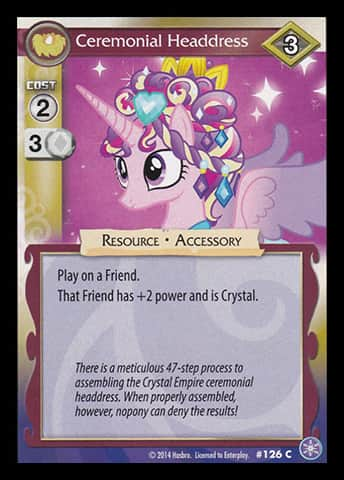 Ceremonial Headdress
3
COST
2
3
RESOURCE • ACCESSORY
Play on a Friend.
That Friend has +2 power and is Crystal.
There is a meticulous 47-step process to
assembling the Crystal Empire ceremonial
headdress. When properly assembled,
however, nopony can deny the results!
© 2014 Hasbro. Licensed to Enterplay. #126 C